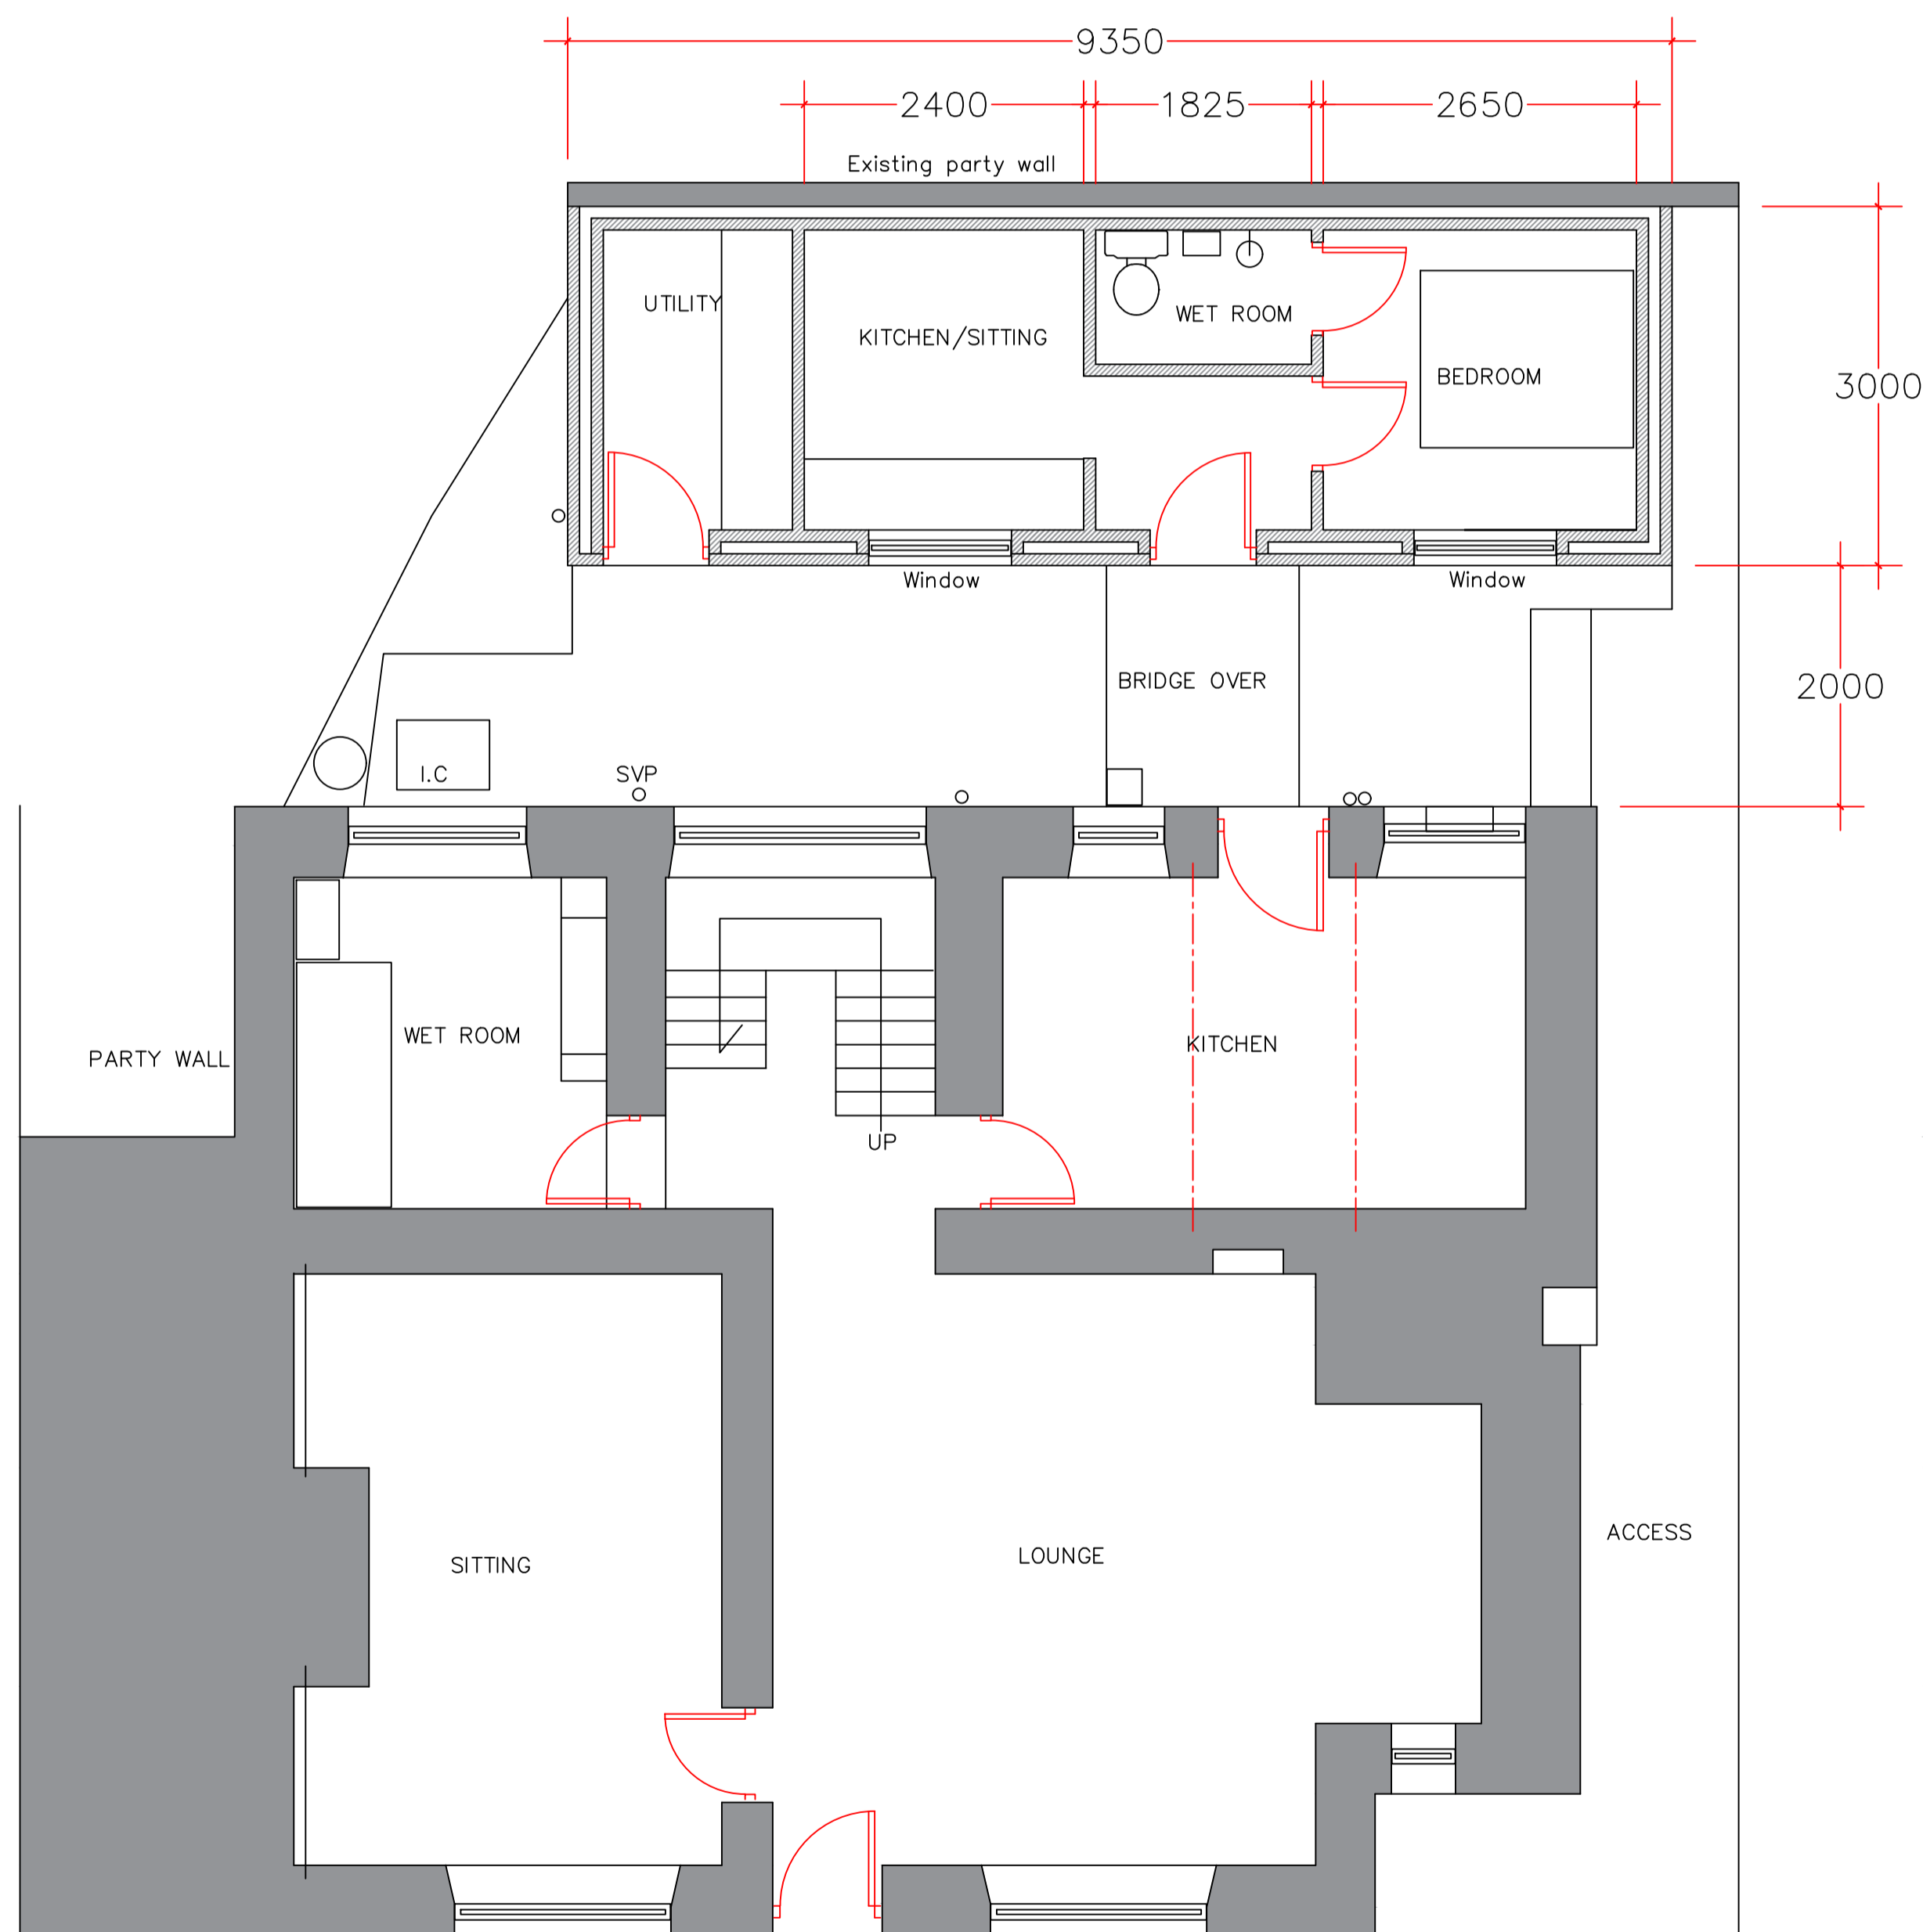 9350
2400 1825 2650
Existing party wall
UTILITY
WET ROOM
KITCHEN/SITTING
BEDROOM
3000
Window
Window
BRIDGE OVER
2000
I.C
SVP
WET ROOM
KITCHEN
PARTY WALL
UP
ACCESS
LOUNGE
SITTING